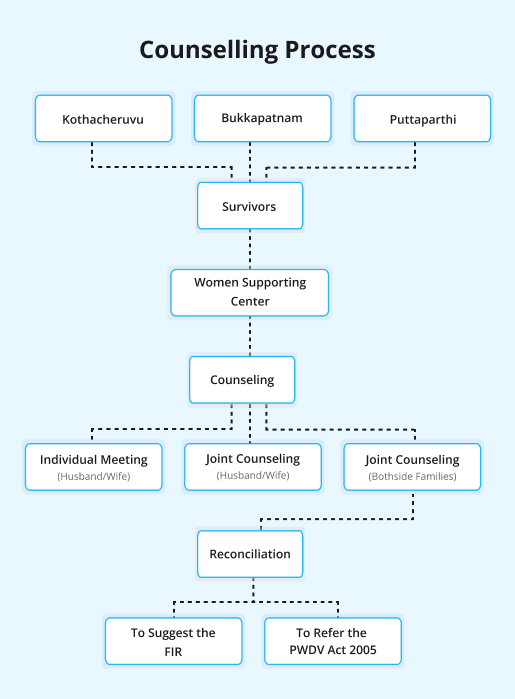 Counselling Process
Kothacheruvu
Bukkapatnam
Puttaparthi
Survivors
Women Supporting
Center
Counseling
Individual Meeting
(Husband/Wife)
Joint Counseling
(Husband/Wife)
Joint Counseling
(Bothside Families)
Reconciliation
To Suggest the
FIR
To Refer the
PWDV Act 2005